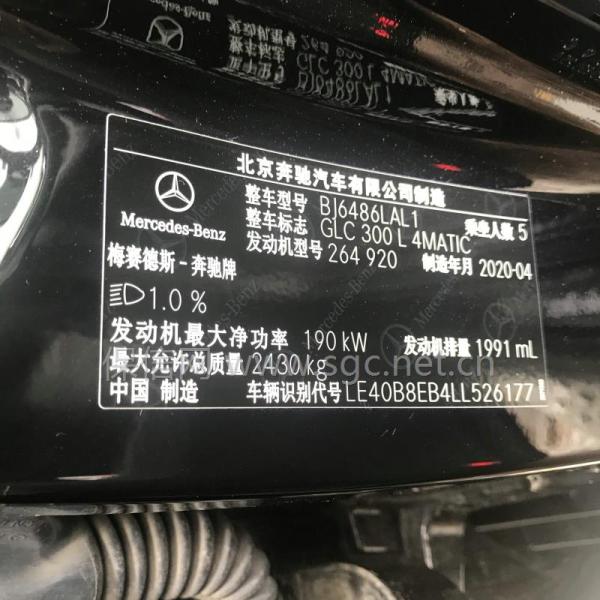 北京奔驰汽车有限公司制造
Mercedes-Benz
整车型号 BJ6486LAL1 乘坐人数 5
整车标志 GLC 300 L 4MATIC
发动机型号 264 920 制造年月 2020-04
梅赛德斯-奔驰牌
1.0 %
发动机最大净功率 190 kW 发动机排量 1991 mL
最大允许总质量 2430 kg
中国 制造 车辆识别代号 LE40B8EB4LL526177
www.sgc.net.cn